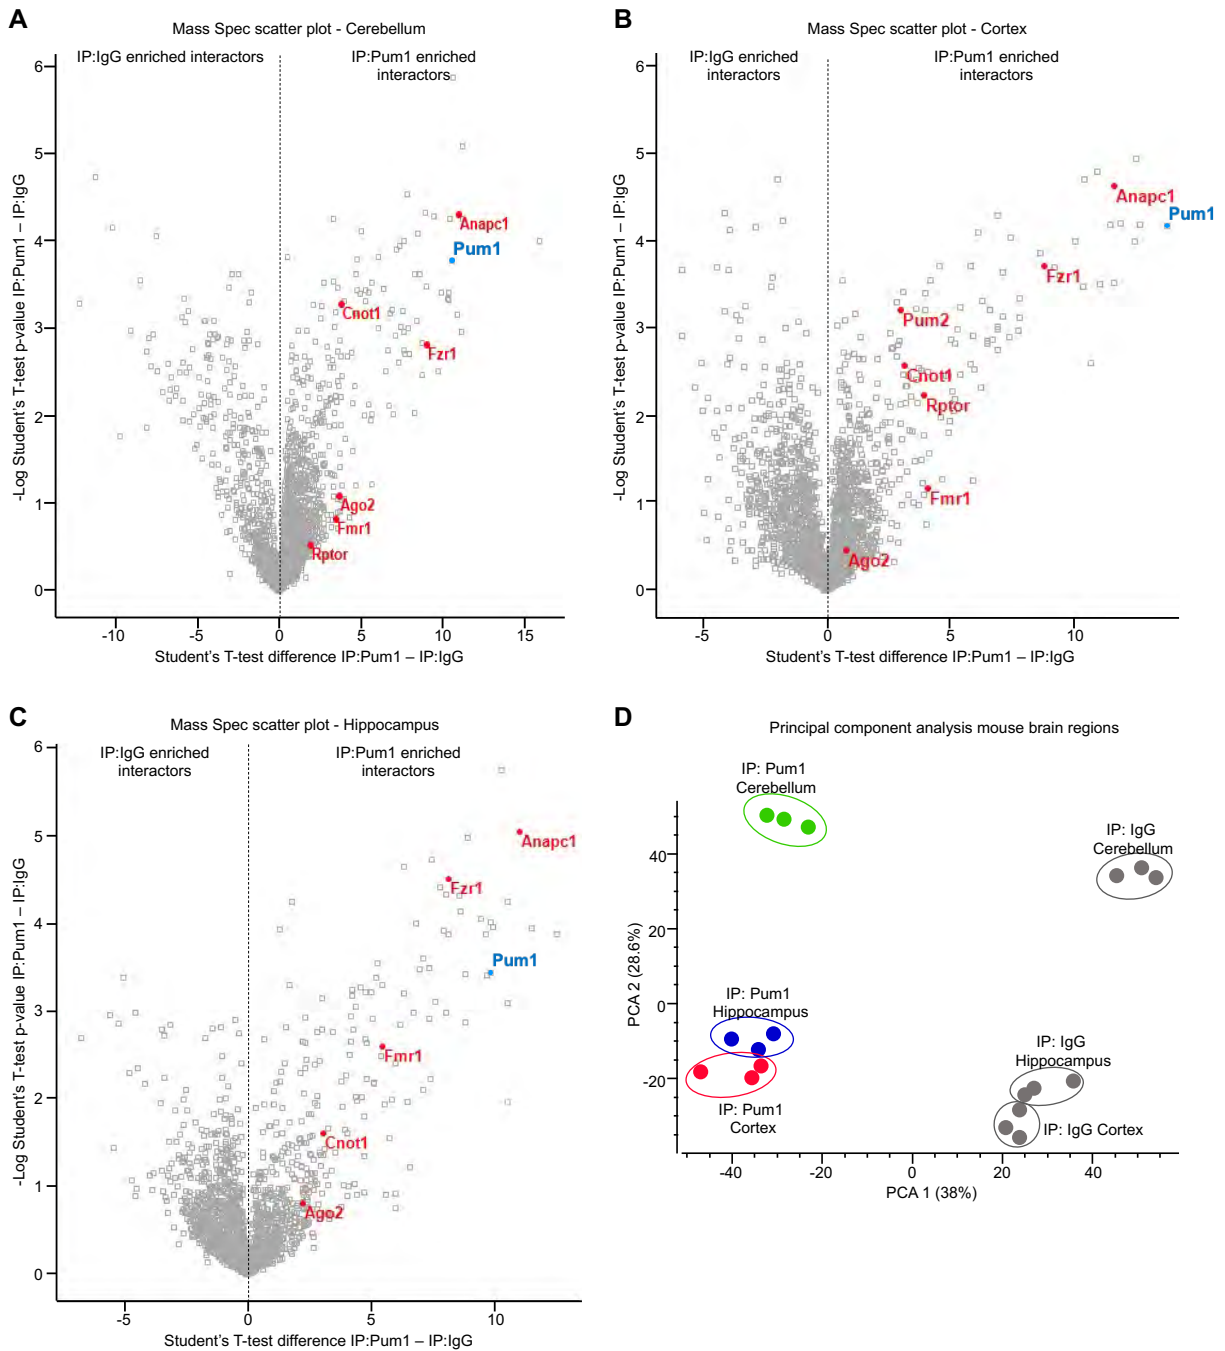 A
Mass Spec scatter plot - Cerebellum
IP:IgG enriched interactors
IP:Pum1 enriched
interactors
-Log Student's T-test p-value IP:Pum1 – IP:IgG
6
5
4
3
2
1
0
Anapc1
Pum1
Cnot1
Fzr1
Ago2
Fmr1
Rptor
-10
-5
0
5
10
15
Student's T-test difference IP:Pum1 – IP:IgG
B
Mass Spec scatter plot - Cortex
IP:IgG enriched
interactors
IP:Pum1 enriched
interactors
-Log Student's T-test p-value IP:Pum1 – IP:IgG
6
5
4
3
2
1
0
Anapc1
Pum1
Fzr1
Pum2
Cnot1
Rptor
Fmr1
Ago2
-5
0
5
10
Student's T-test difference IP:Pum1 – IP:IgG
C
Mass Spec scatter plot - Hippocampus
IP:IgG enriched
interactors
IP:Pum1 enriched
interactors
-Log Student's T-test p-value IP:Pum1 – IP:IgG
6
5
4
3
2
1
0
Anapc1
Fzr1
Pum1
Fmr1
Cnot1
Ago2
-5
0
5
10
Student's T-test difference IP:Pum1 – IP:IgG
D
Principal component analysis mouse brain regions
IP: Pum1
Cerebellum
IP: IgG
Cerebellum
PCA 2 (28.6%)
40
20
0
-20
IP: Pum1
Hippocampus
IP: IgG
Hippocampus
IP: Pum1
Cortex
IP: IgG Cortex
-40
-20
0
20
40
PCA 1 (38%)